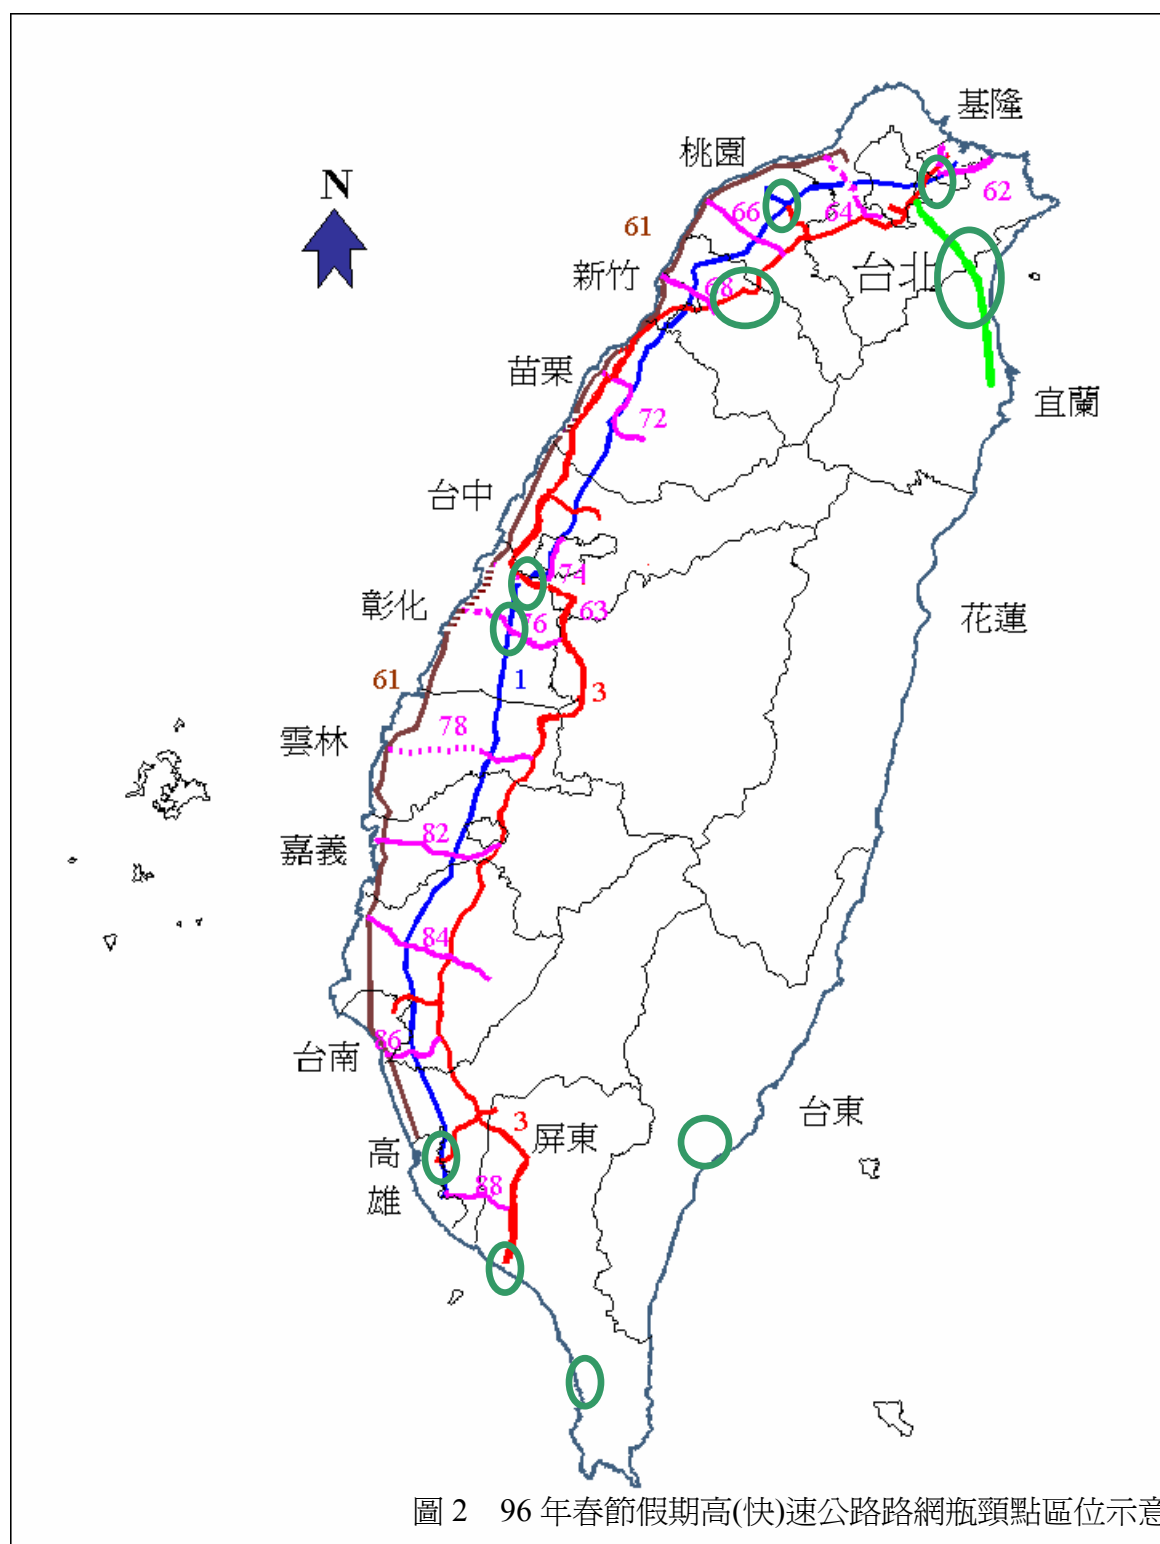 基隆
桃園
N
62
66
64
61
新竹
台北
68
苗栗
宜蘭
72
台中
74
彰化
63
花蓮
76
61
1
3
78
雲林
82
嘉義
84
86
台南
台東
3
屏東
高
雄
88
圖 2 96 年春節假期高(快)速公路路網瓶頸點區位示意